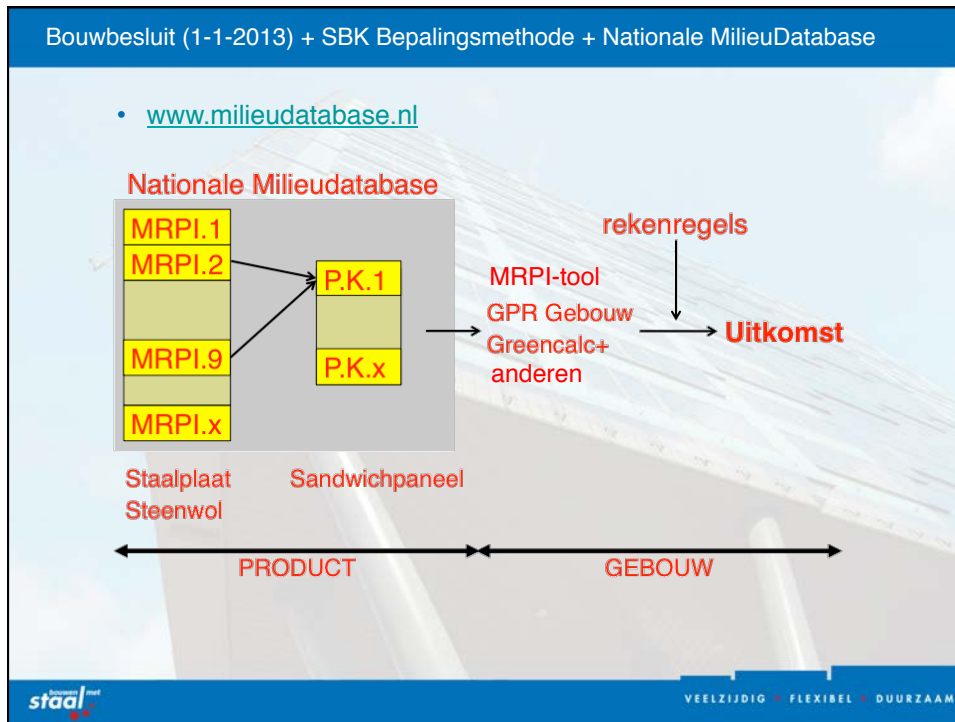 Bouwbesluit (1-1-2013) + SBK Bepalingsmethode + Nationale MilieuDatabase
• www.milieudatabase.nl
Nationale Milieudatabase
MRPI.1
MRPI.2
MRPI.9
MRPI.x
P.K.1
P.K.x
rekenregels
MRPI-tool
GPR Gebouw
Greencalc+
anderen
Uitkomst
Staalplaat
Steenwol
Sandwichpaneel
PRODUCT
GEBOUW
bouwen met
staal
VEELZIJDIG • FLEXIBEL • DUURZAAM